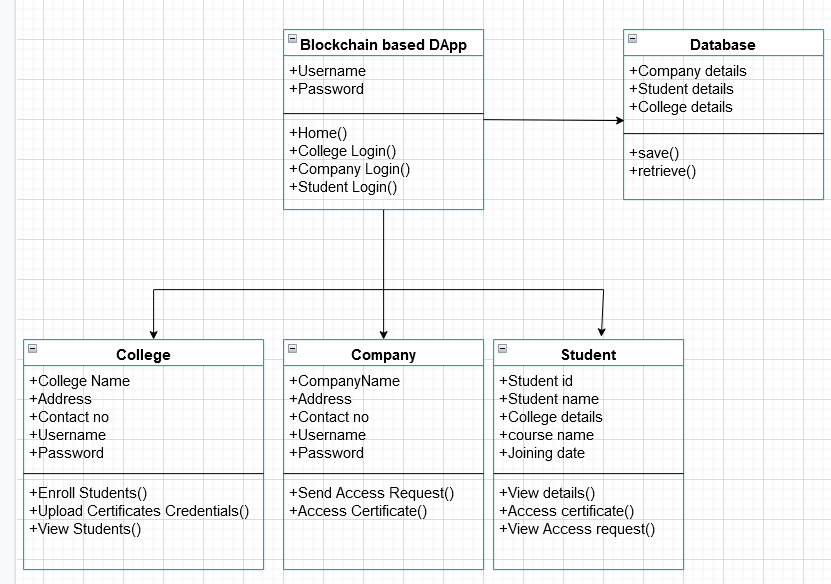 Blockchain based DApp
+Username
+Password
+Home()
+College Login()
+Company Login()
+Student Login()
Database
+Company details
+Student details
+College details
+save()
+retrieve()
College
+College Name
+Address
+Contact no
+Username
+Password
+Enroll Students()
+Upload Certificates Credentials()
+View Students()
Company
+CompanyName
+Address
+Contact no
+Username
+Password
+Send Access Request()
+Access Certificate()
Student
+Student id
+Student name
+College details
+course name
+Joining date
+View details()
+Access certificate()
+View Access request()